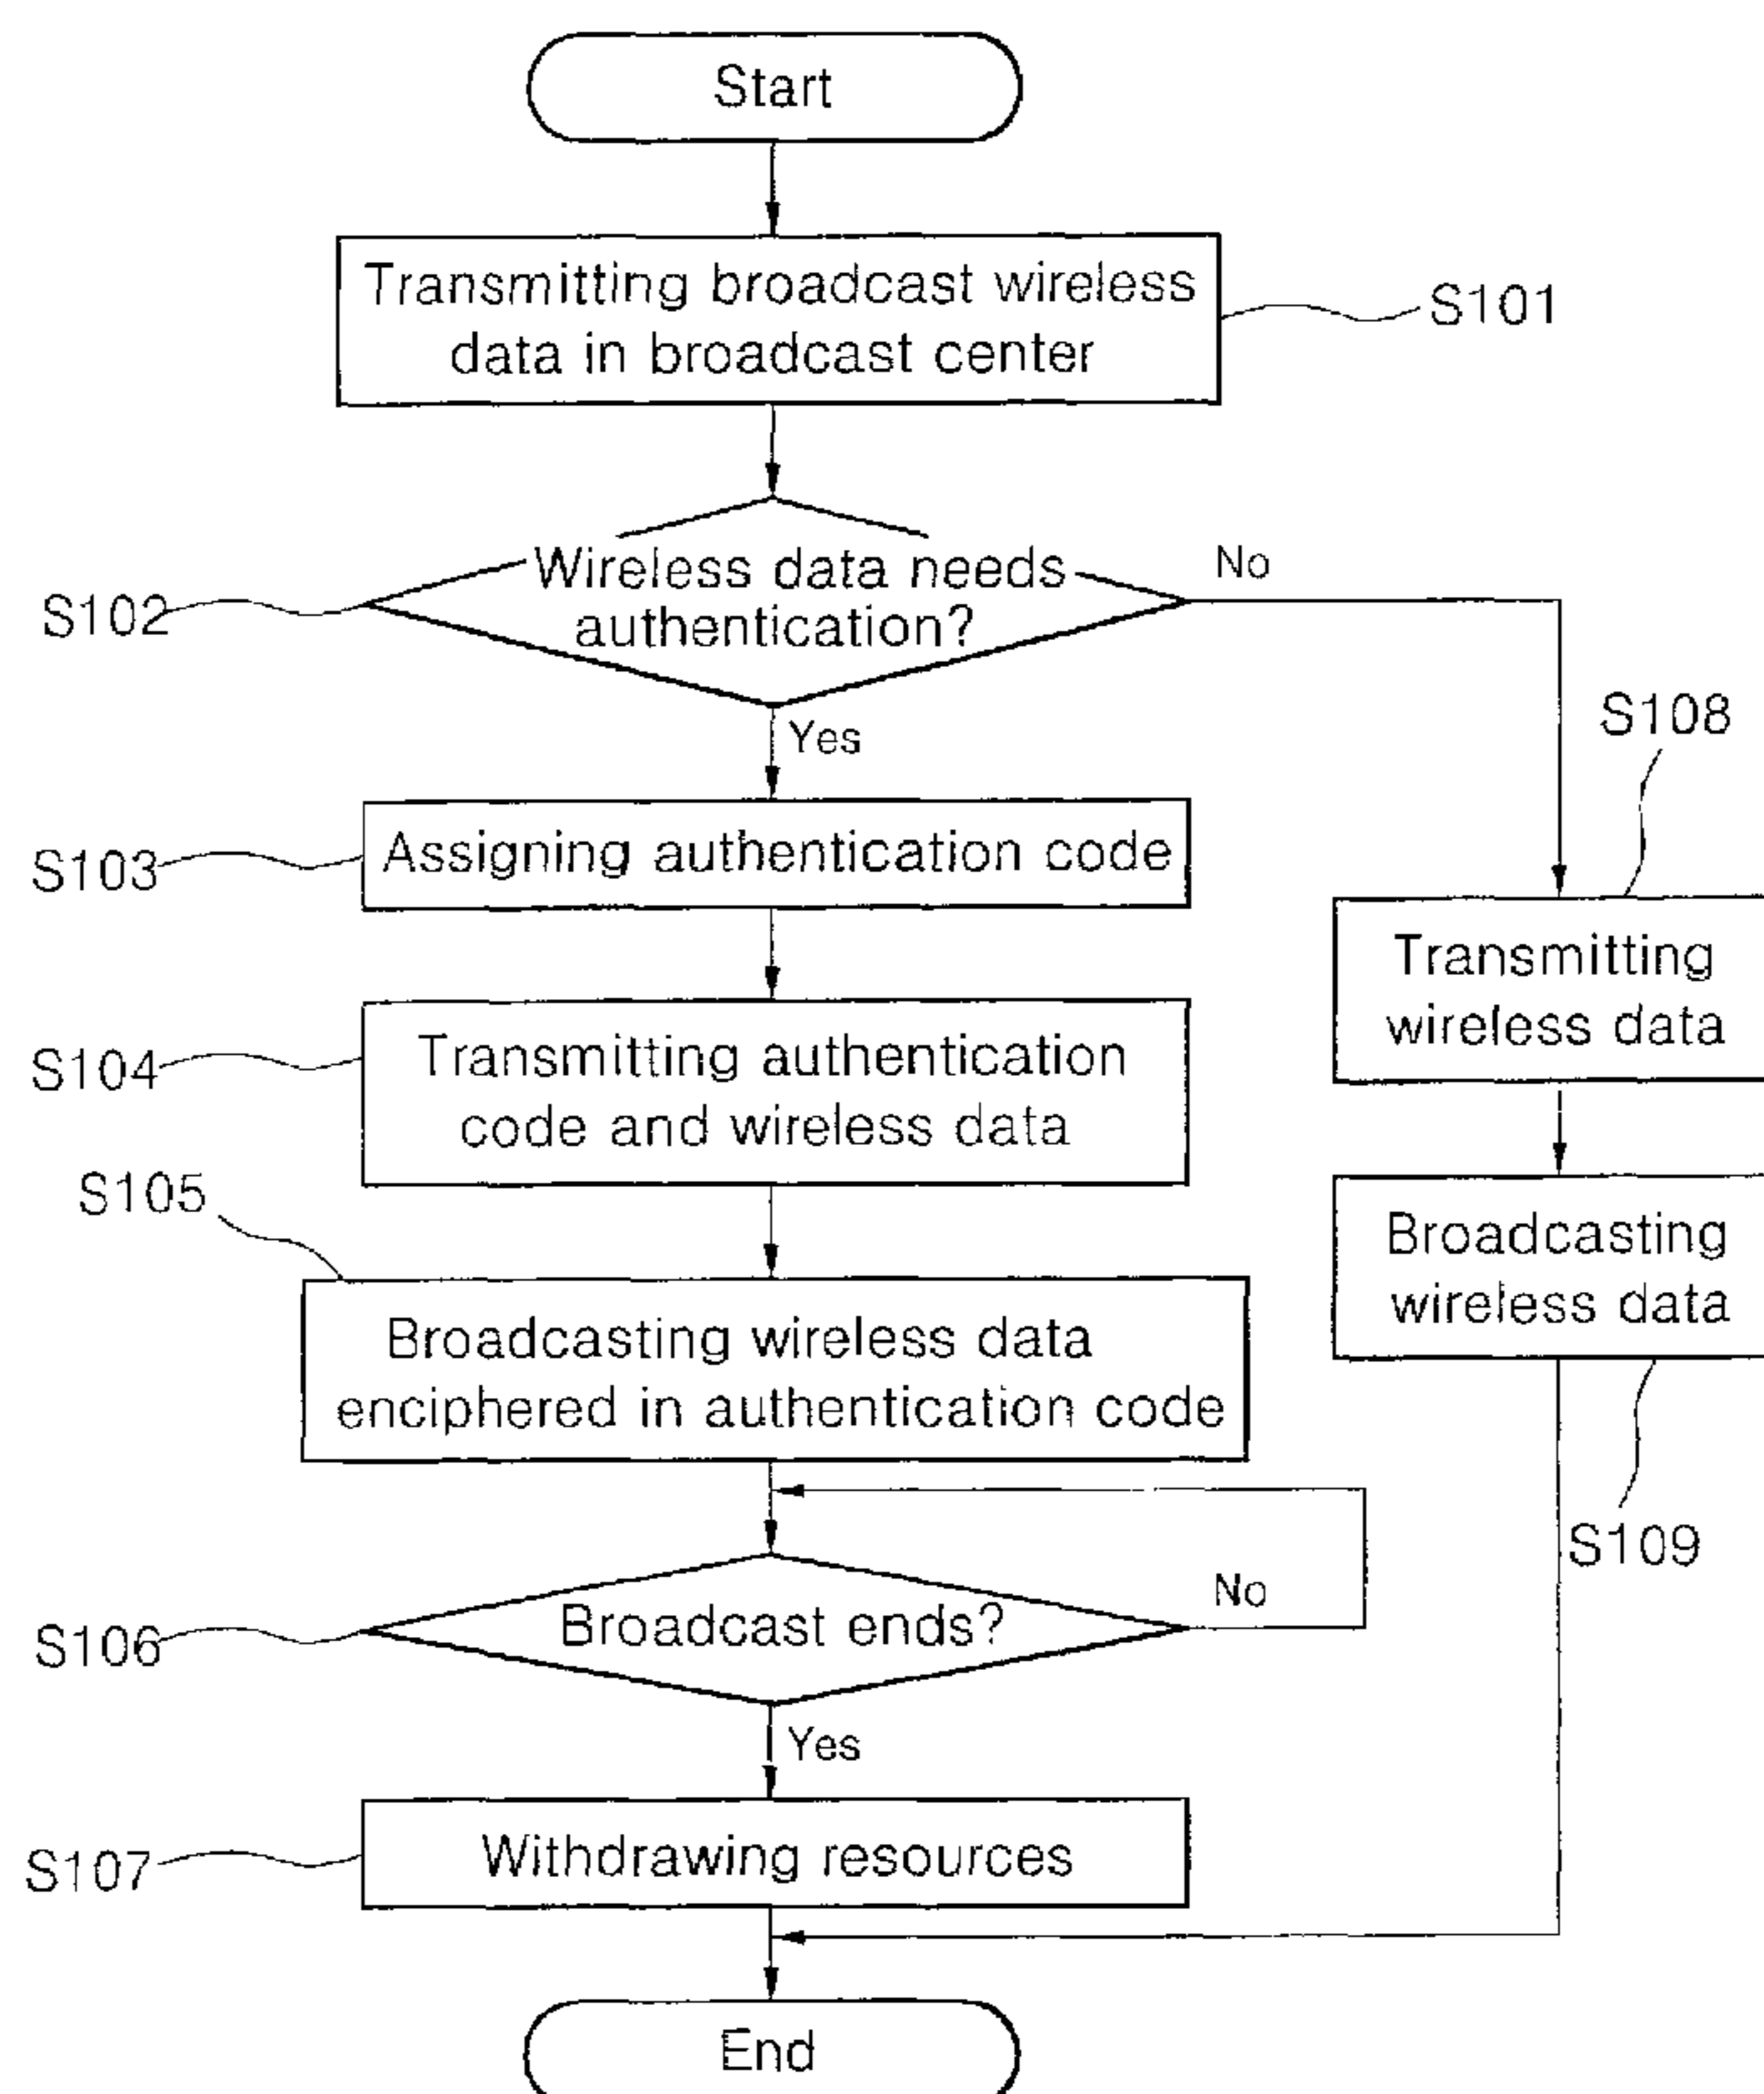 Start
Transmitting broadcast wireless
data in broadcast center
S101
Wireless data needs
authentication?
No
S102
Yes
S108
Assigning authentication code
S103
Transmitting
wireless data
Transmitting authentication
code and wireless data
S104
S105
Broadcasting
wireless data
Broadcasting wireless data
enciphered in authentication code
S109
Broadcast ends?
No
S106
Yes
Withdrawing resources
S107
End